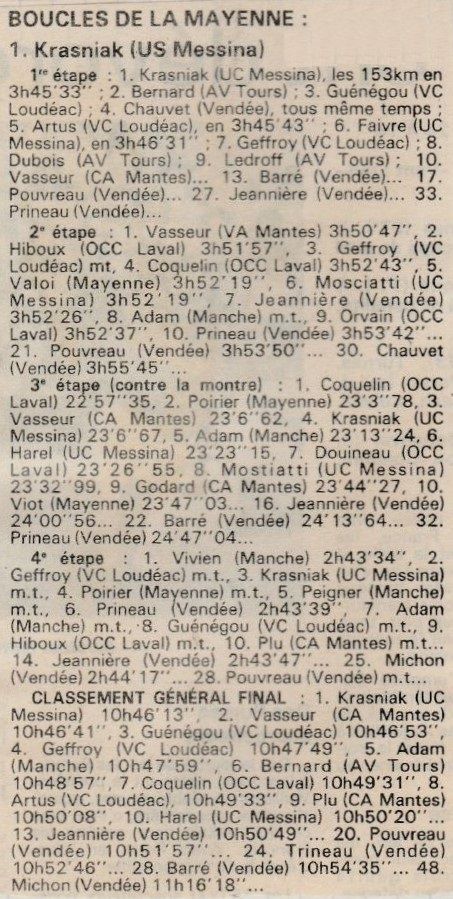 BOUCLES DE LA MAYENNE :
1. Krasniak (US Messina)
1re étape : 1. Krasniak (UC Messina), les 153km en
3h45'33'' ; 2. Bernard (AV Tours) ; 3. Guénégou (VC
Loudéac) ; 4. Chauvet (Vendée), tous même temps ;
5. Artus (VC Loudéac), en 3h45'43'' ; 6. Faivre (UC
Messina), en 3h46'31'' ; 7. Geffroy (VC Loudéac) ; 8.
Dubois (AV Tours) ; 9. Ledroff (AV Tours) ; 10.
Vasseur (CA Mantes)... 13. Barré (Vendée)... 17.
Pouvreau (Vendée)... 27. Jeannière (Vendée)... 33.
Prineau (Vendée)...
2e étape : 1. Vasseur (VA Mantes) 3h50'47'', 2.
Hiboux (OCC Laval) 3h51'57'', 3. Geffroy (VC
Loudéac) mt, 4. Coquelin (OCC Laval) 3h52'43'', 5.
Valoi (Mayenne) 3h52'19'', 6. Mosciatti (UC
Messina) 3h52'19'', 7. Jeannière (Vendée)
3h52'26'', 8. Adam (Manche) m.t., 9. Orvain (OCC
Laval) 3h52'37'', 10. Prineau (Vendée) 3h53'42''...
21. Pouvreau (Vendée) 3h53'50''... 30. Chauvet
(Vendée) 3h55'45''...
3e étape (contre la montre) : 1. Coquelin (OCC
Laval) 22'57''35, 2. Poirier (Mayenne) 23'3''78, 3.
Vasseur (CA Mantes) 23'6''62, 4. Krasniak (UC
Messina) 23'6''67, 5. Adam (Manche) 23'13''24, 6.
Harel (UC Messina) 23'23''15, 7. Douineau (OCC
Laval) 23'26''55, 8. Mostiatti (UC Messina)
23'32''99, 9. Godard (CA Mantes) 23'44''27, 10.
Viot (Mayenne) 23'47''03... 16. Jeannière (Vendée)
24'00''56... 22. Barré (Vendée) 24'13''64... 32.
Prineau (Vendée) 24'47''04...
4e étape : 1. Vivien (Manche) 2h43'34'', 2.
Geffroy (VC Loudéac) m.t., 3. Krasniak (UC Messina)
m.t., 4. Poirier (Mayenne) m.t., 5. Peigner (Manche)
m.t., 6. Prineau (Vendée) 2h43'39'', 7. Adam
(Manche) m.t., 8. Guénégou (VC Loudéac) m.t., 9.
Hiboux (OCC Laval) m.t., 10. Plu (CA Mantes) m.t...
14. Jeannière (Vendée) 2h43'47''... 25. Michon
(Vendée) 2h44'17''... 28. Pouvreau (Vendée) m.t...
CLASSEMENT GÉNÉRAL FINAL : 1. Krasniak (UC
Messina) 10h46'13'', 2. Vasseur (CA Mantes)
10h46'41'', 3. Guénégou (VC Loudéac) 10h46'53'',
4. Geffroy (VC Loudéac) 10h47'49'', 5. Adam
(Manche) 10h47'59'', 6. Bernard (AV Tours)
10h48'57'', 7. Coquelin (OCC Laval) 10h49'31'', 8.
Artus (VC Loudéac), 10h49'33'', 9. Plu (CA Mantes)
10h50'08'', 10. Harel (UC Messina) 10h50'20''...
13. Jeannière (Vendée) 10h50'49''... 20. Pouvreau
(Vendée) 10h51'57''... 24. Trineau (Vendée)
10h52'46''... 28. Barré (Vendée) 10h54'35''... 48.
Michon (Vendée) 11h16'18''...